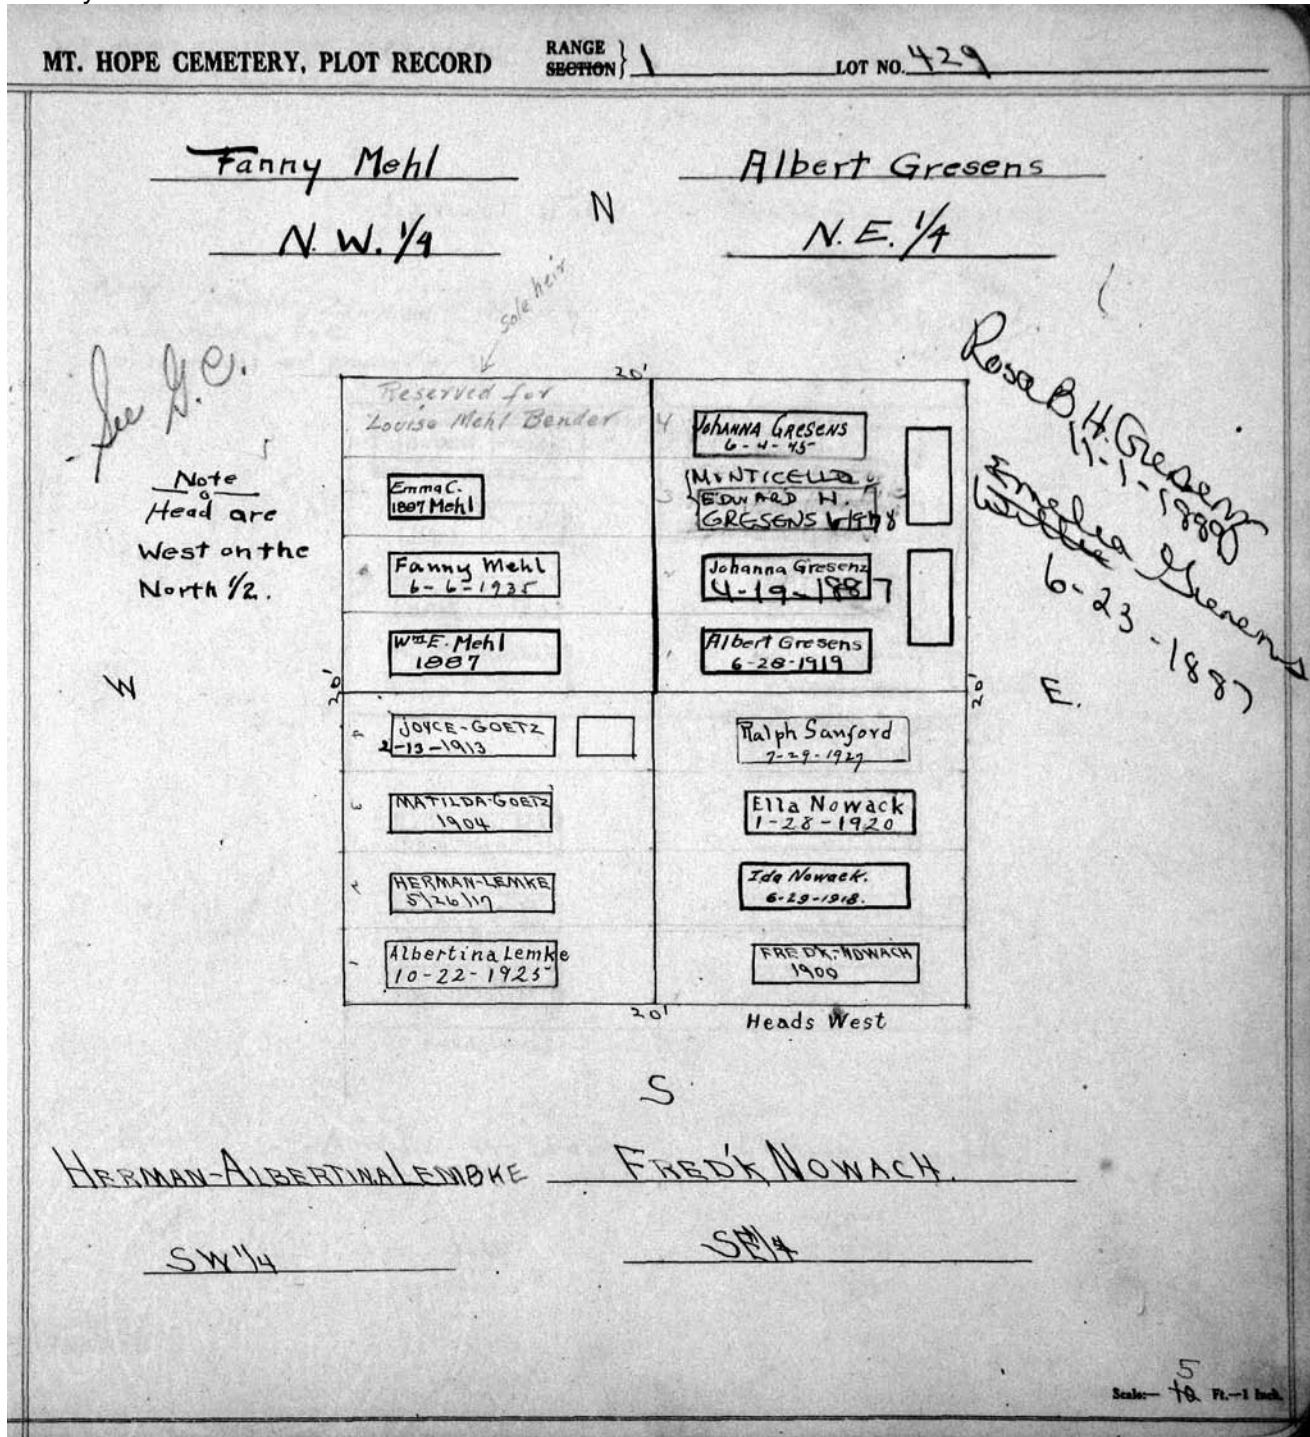 MT. HOPE CEMETERY, PLOT RECORD
RANGE
SECTION } 1
LOT NO. 429
Fanny Mehl
N. W. 1/4
Albert Gresens
N. E. 1/4
N
sole heir
See G. C.
Note
Head are
West on the
North 1/2.
W
20'
20'
Reserved for
Louise Mehl Bender
Emma C.
1887 Mehl
Fanny Mehl
6-6-1935
Wm E. Mehl
1887
4
JOHANNA GRESENS
6-4-45
3
MONTICELLO
EDWARD H.
GRESENS
Johanna Gresenz
4-19-1887
Albert Gresens
6-28-1919
Rosa B. H. Gresens
11-1-1889
Gresens
6-23-1887
20'
E.
JOYCE-GOETZ
2-13-1913
3
MATILDA-GOETZ
1904
HERMAN-LEMKE
5/26/17
1
Albertina Lemke
10-22-1925
Ralph Sanford
7-29-1927
Ella Nowack
1-28-1920
Ida Nowack.
6-29-1918.
FRED'K-NOWACH
1900
20'
Heads West
S
HERMAN-ALBERTINA LEMBKE
SW 1/4
FRED'K NOWACH.
SE 1/4
5
Scale:— 10 Ft.—1 Inch.